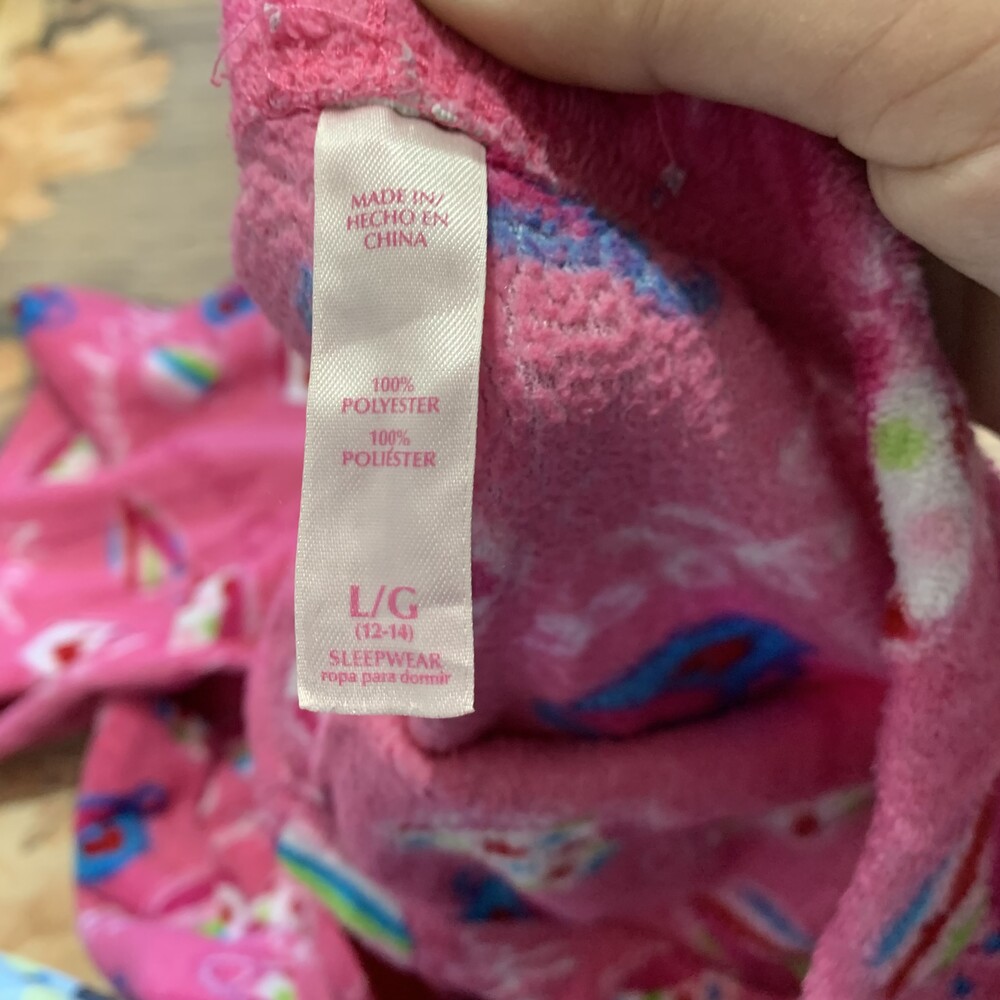 MADE IN/
HECHO EN
CHINA
100%
POLYESTER
100%
POLIÉSTER
L/G
(12-14)
SLEEPWEAR
ropa para dormir